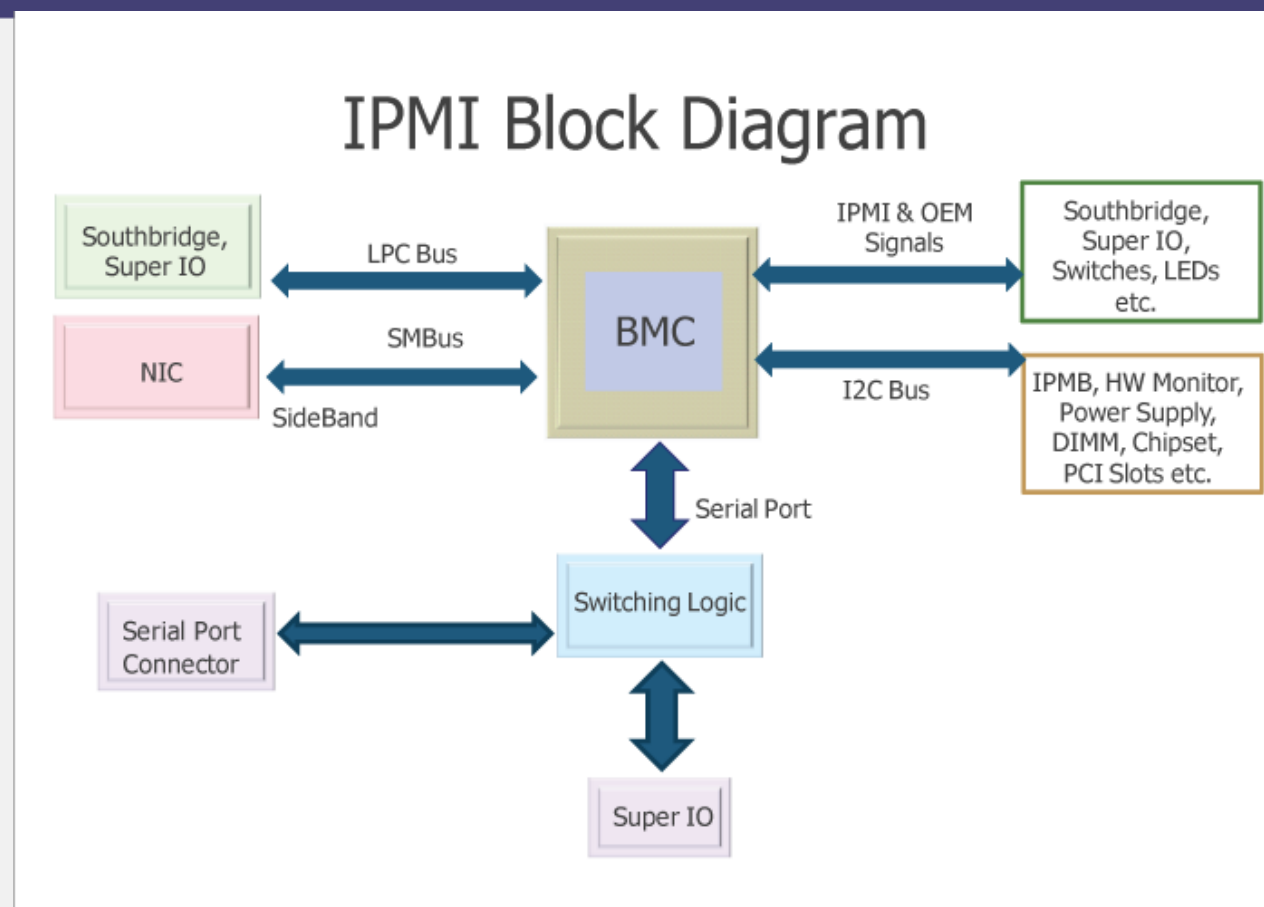 IPMI Block Diagram
Southbridge,
Super IO
LPC Bus
NIC
SMBus
SideBand
BMC
IPMI & OEM
Signals
Southbridge,
Super IO,
Switches, LEDs
etc.
I2C Bus
IPMB, HW Monitor,
Power Supply,
DIMM, Chipset,
PCI Slots etc.
Serial Port
Switching Logic
Serial Port
Connector
Super IO